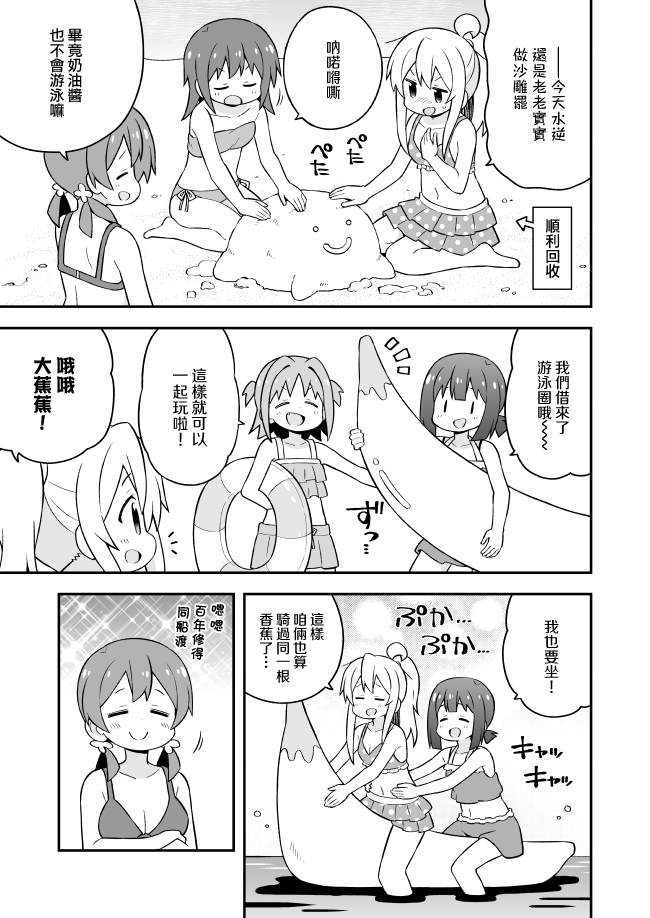 ──今天水逆
還是老老實實
做沙雕罷
順利回收
吶喏嘚嘶
ぺた
ぺた
畢竟奶油醬
也不會游泳嘛
我們借來了
游泳圈哦~~~
這樣就可以
一起玩啦！
ずっ…
哦哦
大蕉蕉！
我也要坐！
ぷか…
ぷか…
這樣
咱倆也算
騎過同一根
香蕉了…
キャッ
キャッ
嗯嗯
百年修得
同船渡